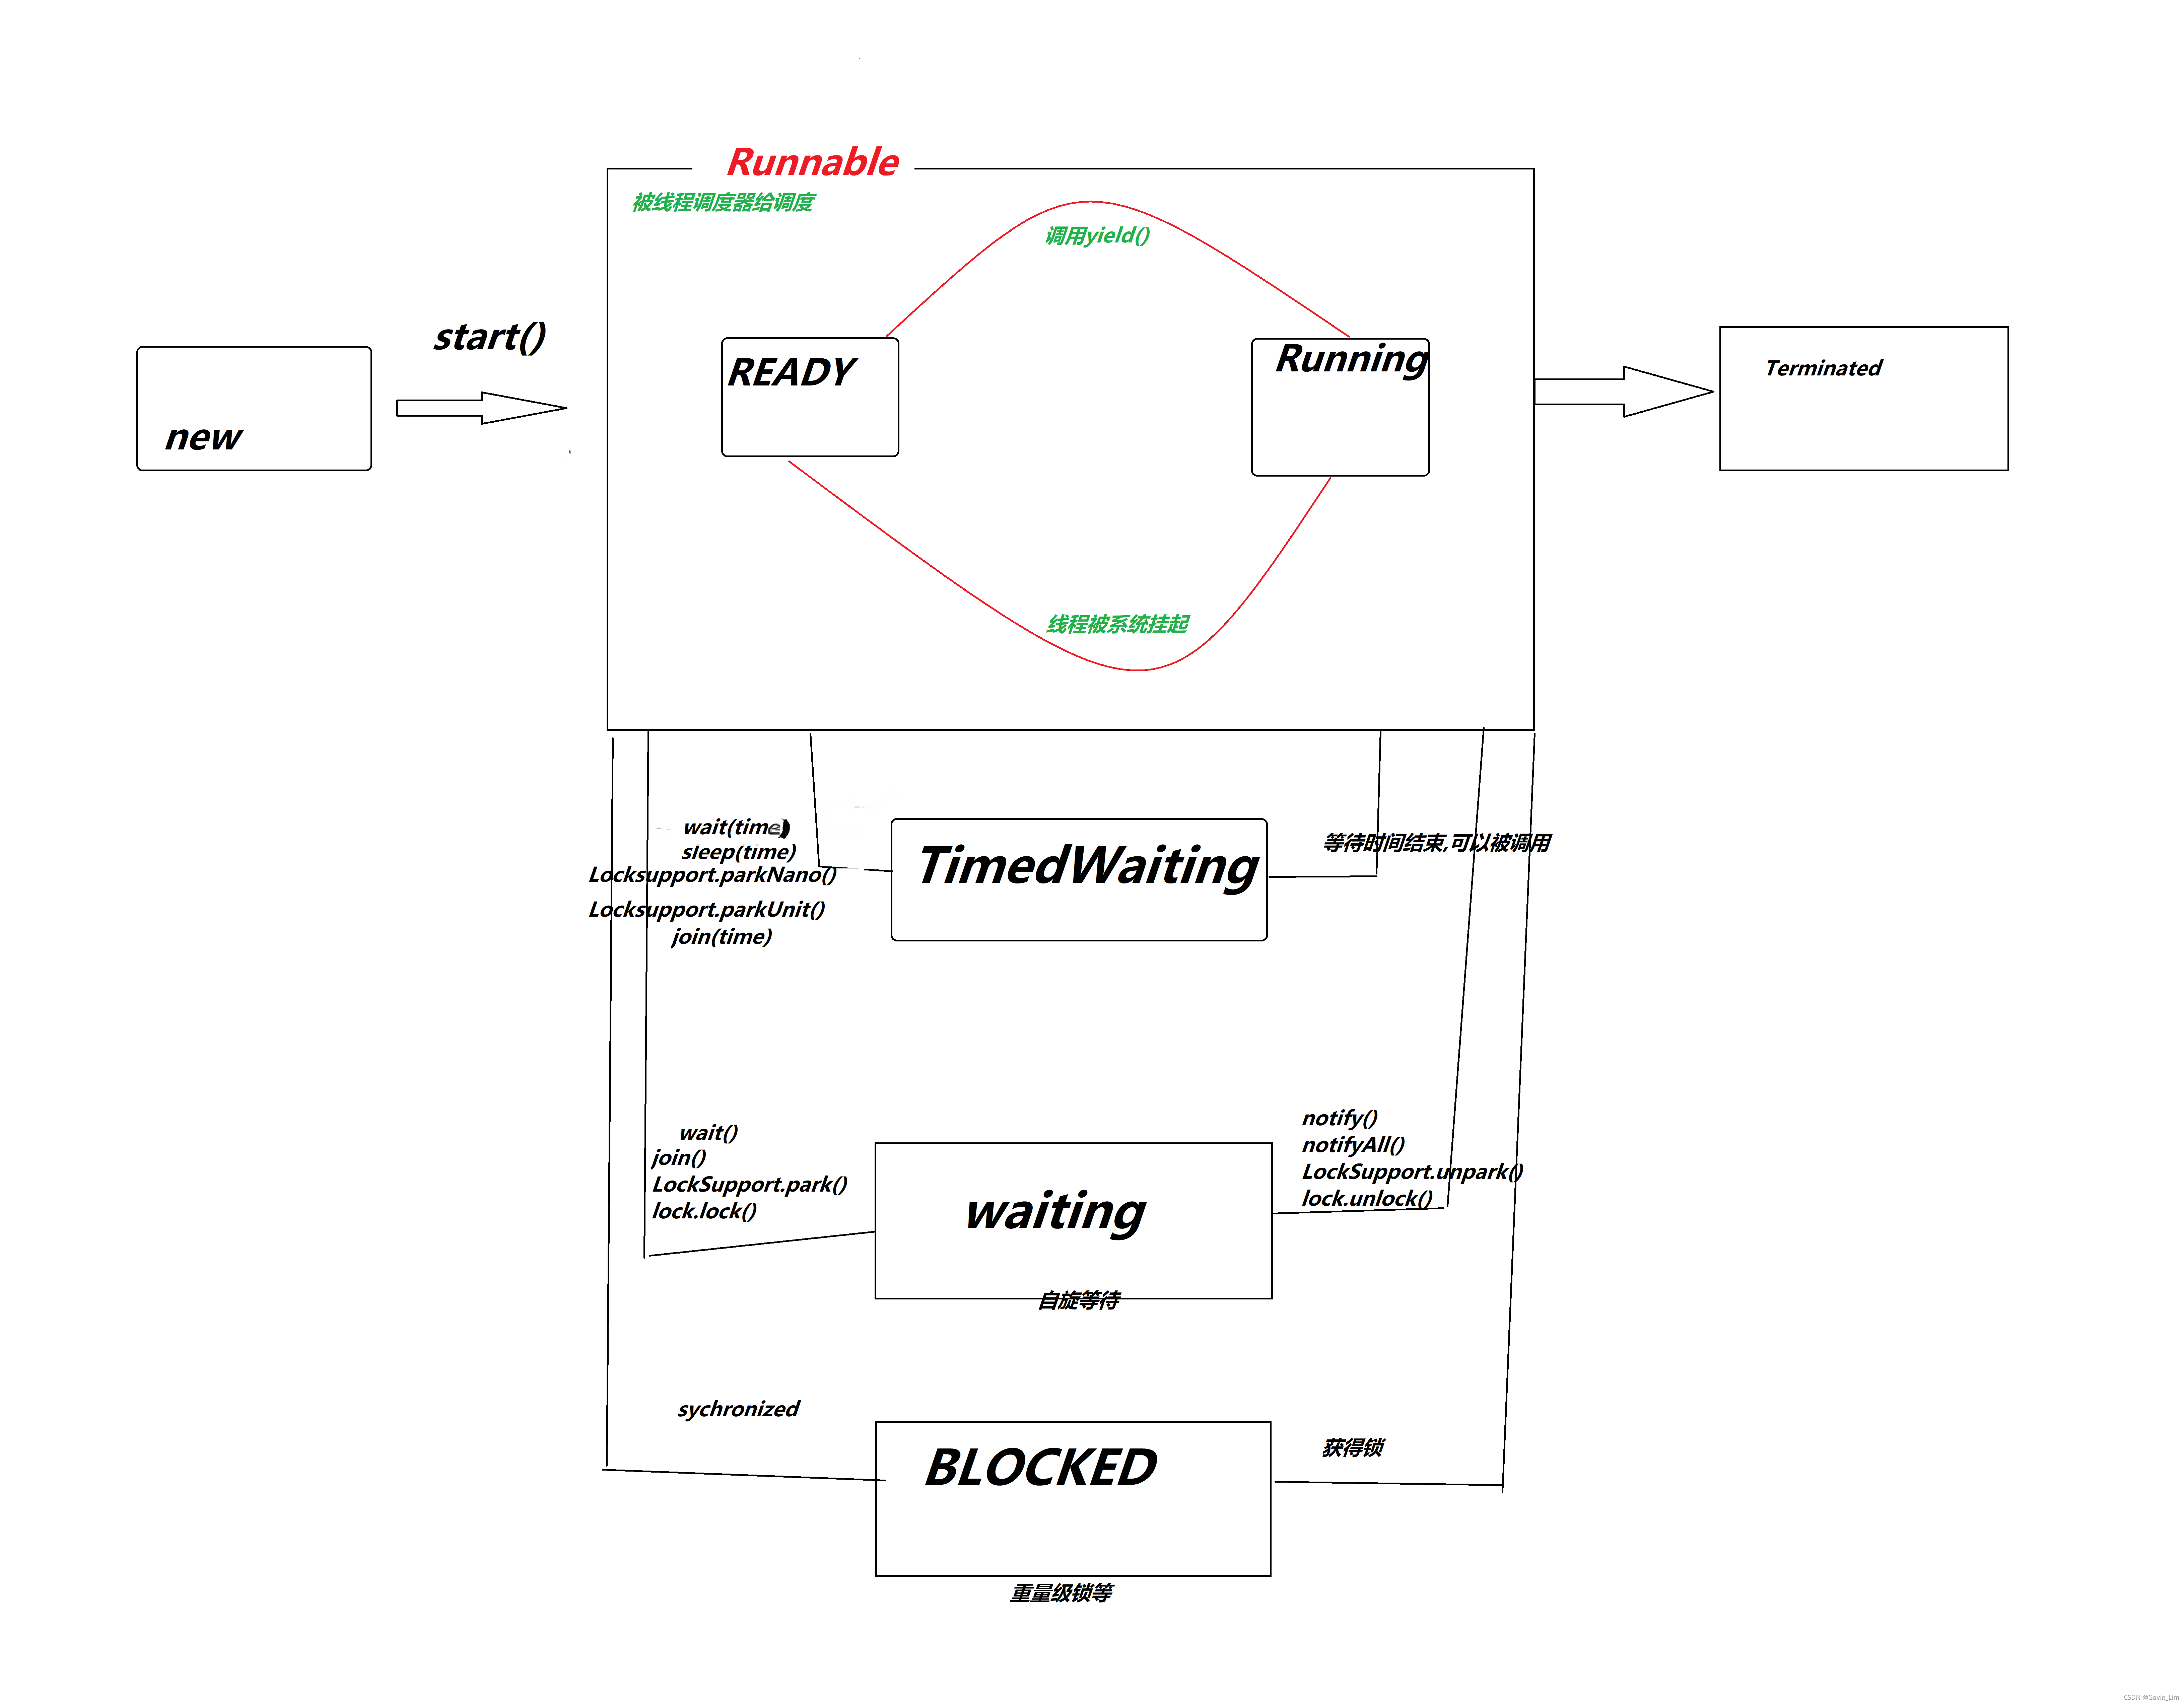 Runnable
被线程调度器给调度
调用yield()
start()
new
READY
Running
Terminated
线程被系统挂起
wait(time)
sleep(time)
Locksupport.parkNano()
Locksupport.parkUnit()
join(time)
TimedWaiting
等待时间结束,可以被调用
wait()
join()
LockSupport.park()
lock.lock()
waiting
自旋等待
notify()
notifyAll()
LockSupport.unpark()
lock.unlock()
sychronized
BLOCKED
获得锁
重量级锁等
CSDN @Gavin_Lim